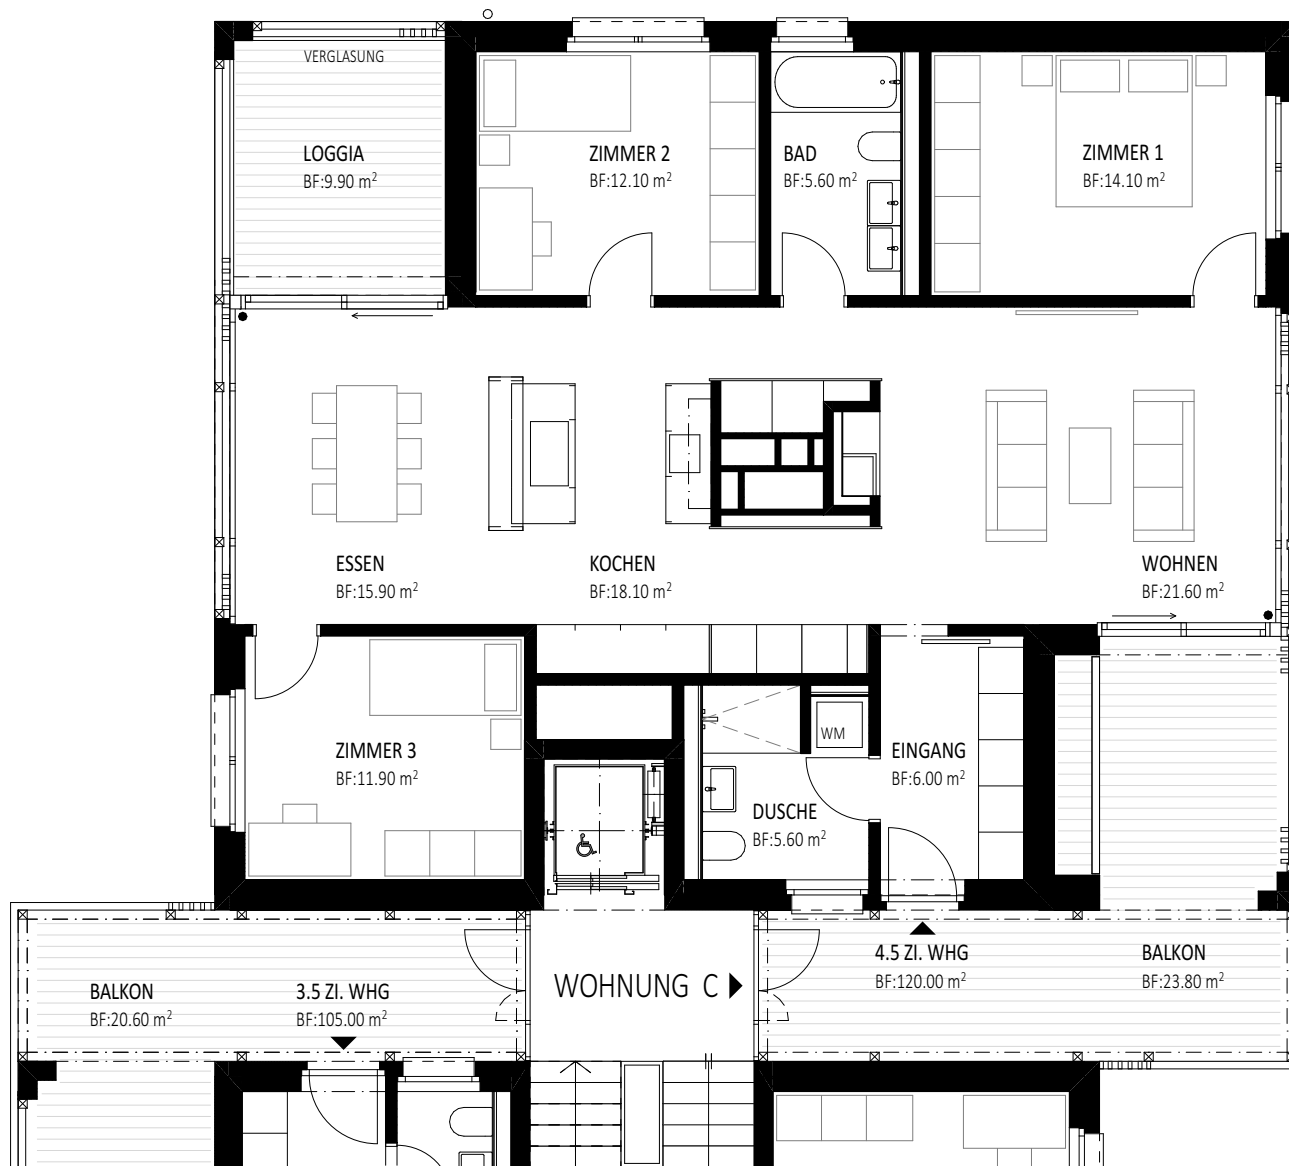 VERGLASUNG
LOGGIA
BF:9.90 m²
ZIMMER 2
BF:12.10 m²
BAD
BF:5.60 m²
ZIMMER 1
BF:14.10 m²
ESSEN
BF:15.90 m²
KOCHEN
BF:18.10 m²
WOHNEN
BF:21.60 m²
ZIMMER 3
BF:11.90 m²
WM
EINGANG
BF:6.00 m²
DUSCHE
BF:5.60 m²
BALKON
BF:20.60 m²
3.5 ZI. WHG
BF:105.00 m²
WOHNUNG C
4.5 ZI. WHG
BF:120.00 m²
BALKON
BF:23.80 m²